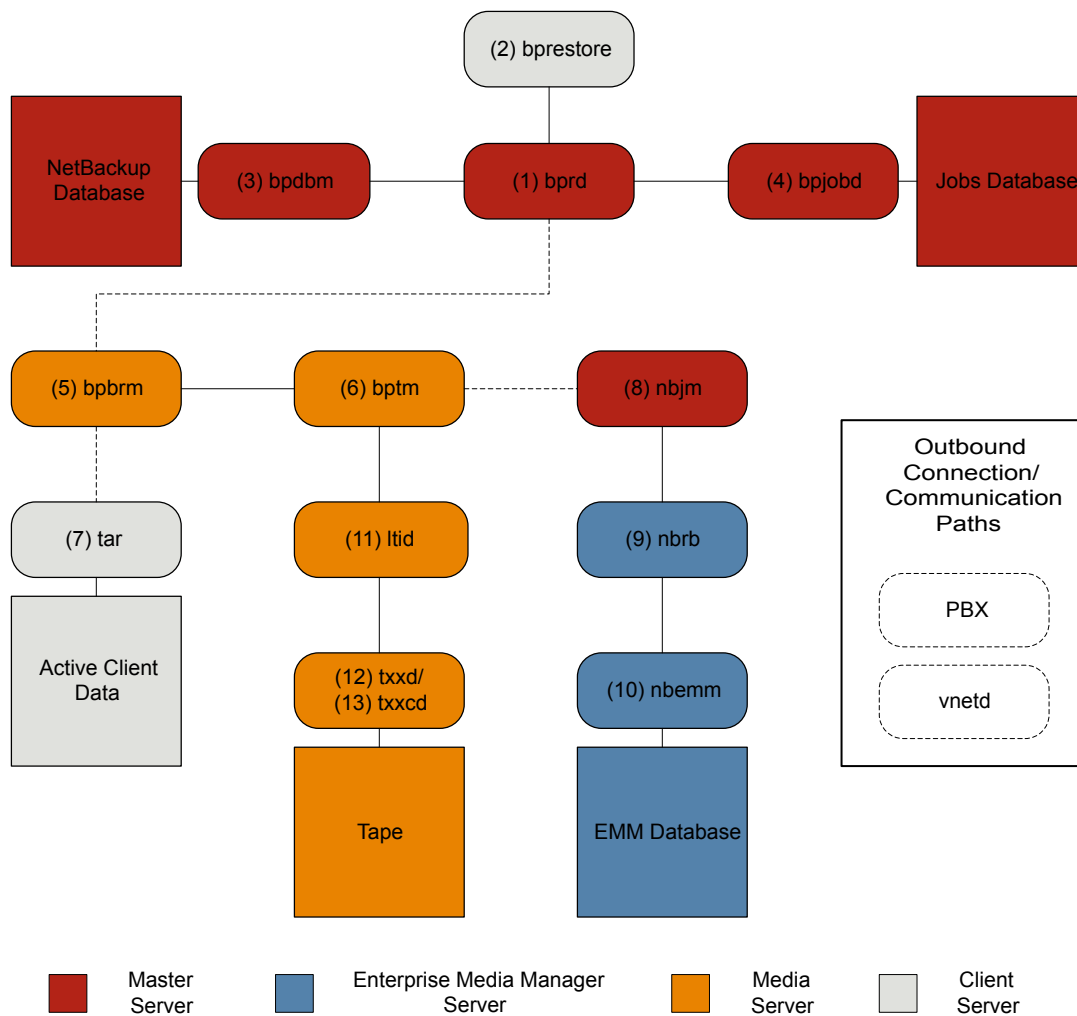 (2) bprestore
NetBackup
Database
(3) bpdbm
(1) bprd
(4) bpjobd
Jobs Database
(5) bpbrm
(6) bptm
(8) nbjm
Outbound
Connection/
Communication
Paths
(7) tar
(11) ltid
(9) nbrb
PBX
Active Client
Data
(12) txxd/
(13) txxcd
(10) nbemm
vnetd
Tape
EMM Database
Master
Server
Enterprise Media Manager
Server
Media
Server
Client
Server